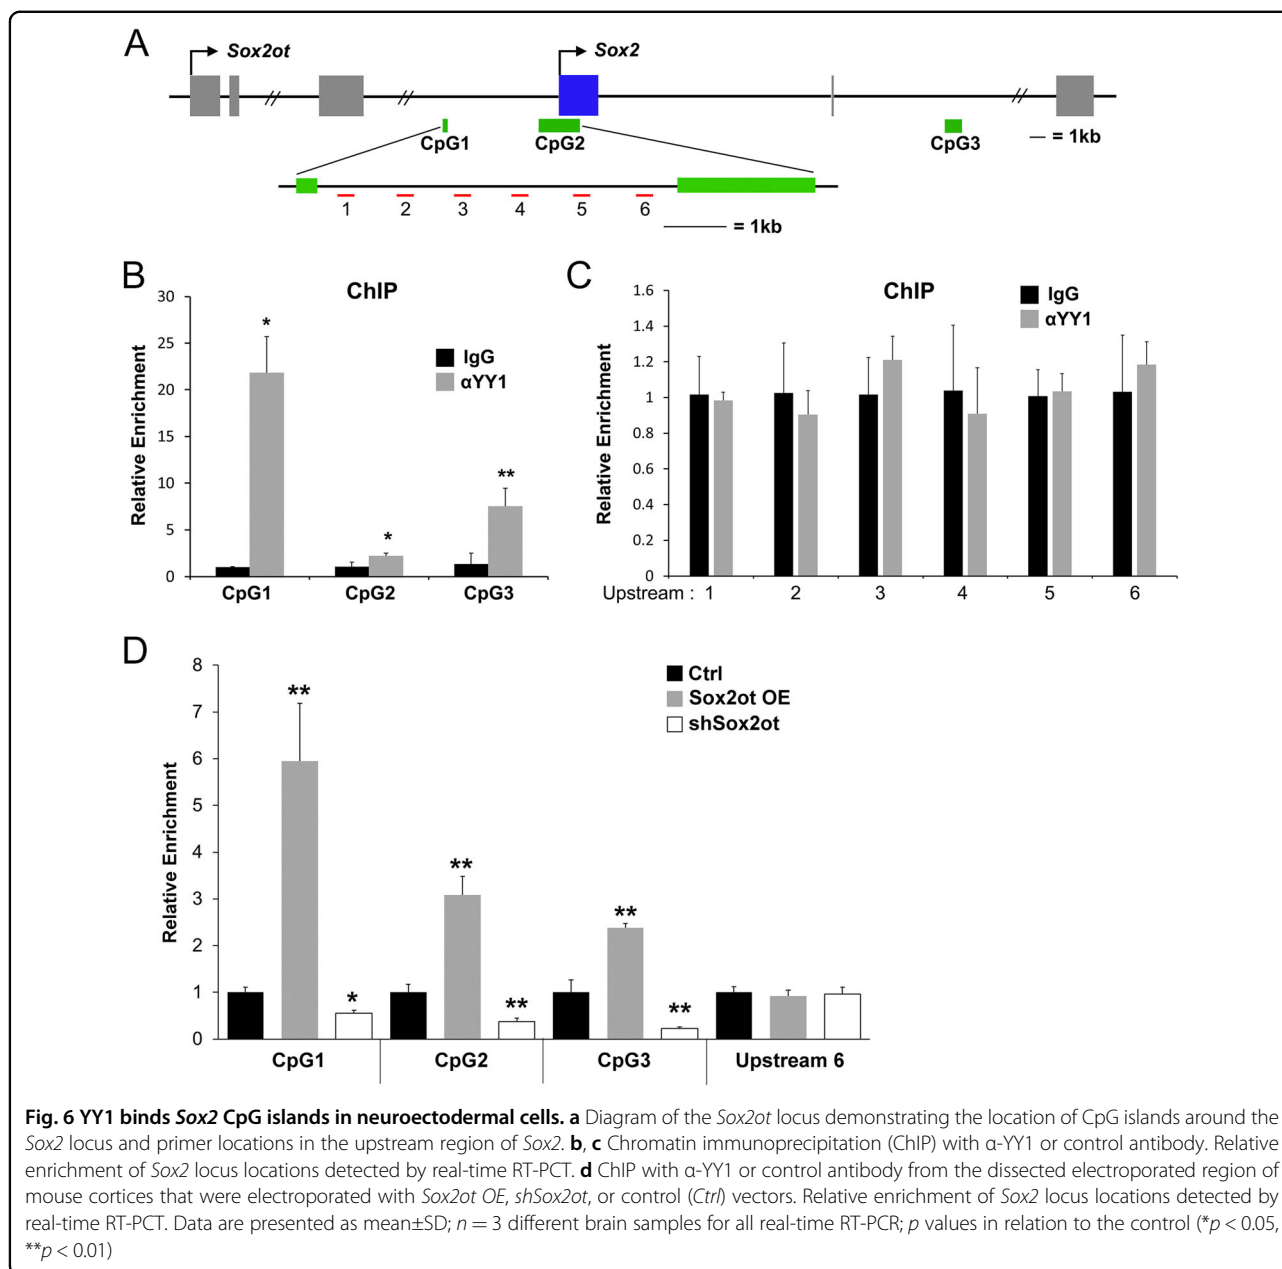 A
Sox2ot
Sox2
CpG1
CpG2
CpG3
= 1kb
1 2 3 4 5 6
= 1kb
B
ChIP
Relative Enrichment
30
25
20
15
10
5
0
*
*
**
IgG
αYY1
CpG1 CpG2 CpG3
C
ChIP
Relative Enrichment
1.6
1.4
1.2
1
0.8
0.6
0.4
0.2
0
IgG
αYY1
Upstream : 1 2 3 4 5 6
D
Relative Enrichment
8
7
6
5
4
3
2
1
0
**
*
**
**
**
**
Ctrl
Sox2ot OE
shSox2ot
CpG1 CpG2 CpG3 Upstream 6
Fig. 6 YY1 binds Sox2 CpG islands in neuroectodermal cells. a Diagram of the Sox2ot locus demonstrating the location of CpG islands around the
Sox2 locus and primer locations in the upstream region of Sox2. b, c Chromatin immunoprecipitation (ChIP) with α-YY1 or control antibody. Relative
enrichment of Sox2 locus locations detected by real-time RT-PCT. d ChIP with α-YY1 or control antibody from the dissected electroporated region of
mouse cortices that were electroporated with Sox2ot OE, shSox2ot, or control (Ctrl) vectors. Relative enrichment of Sox2 locus locations detected by
real-time RT-PCT. Data are presented as mean±SD; n = 3 different brain samples for all real-time RT-PCR; p values in relation to the control (*p < 0.05,
**p < 0.01)